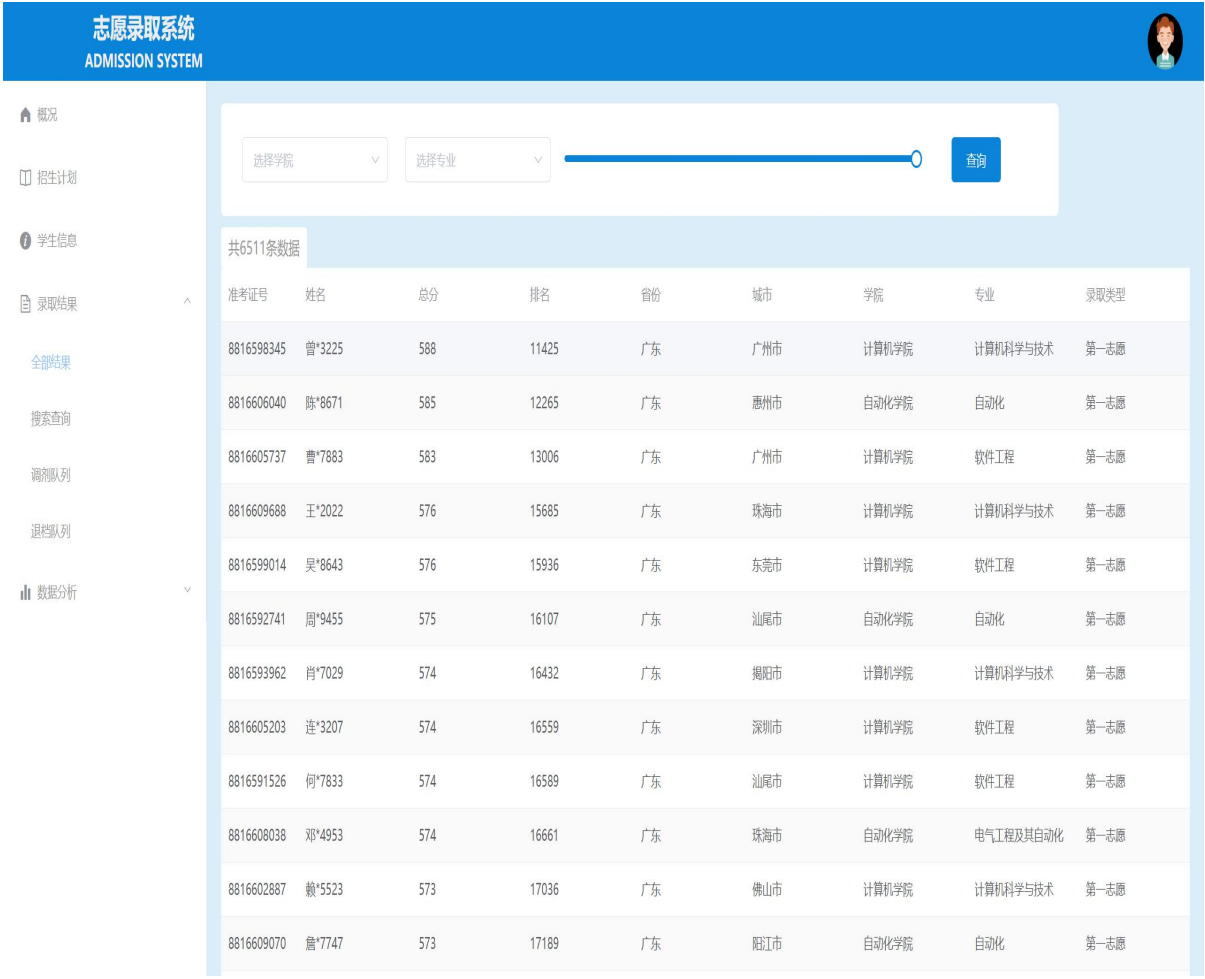 志愿录取系统
ADMISSION SYSTEM
概况
招生计划
学生信息
录取结果
全部结果
搜索查询
调剂队列
退档队列
数据分析
选择学院 选择专业 查询
共6511条数据
准考证号 姓名 总分 排名 省份 城市 学院 专业 录取类型
8816598345 曾*3225 588 11425 广东 广州市 计算机学院 计算机科学与技术 第一志愿
8816606040 陈*8671 585 12265 广东 惠州市 自动化学院 自动化 第一志愿
8816605737 曹*7883 583 13006 广东 广州市 计算机学院 软件工程 第一志愿
8816609688 王*2022 576 15685 广东 珠海市 计算机学院 计算机科学与技术 第一志愿
8816599014 吴*8643 576 15936 广东 东莞市 计算机学院 软件工程 第一志愿
8816592741 周*9455 575 16107 广东 汕尾市 自动化学院 自动化 第一志愿
8816593962 肖*7029 574 16432 广东 揭阳市 计算机学院 计算机科学与技术 第一志愿
8816605203 连*3207 574 16559 广东 深圳市 计算机学院 软件工程 第一志愿
8816591526 何*7833 574 16589 广东 汕尾市 计算机学院 软件工程 第一志愿
8816608038 邓*4953 574 16661 广东 珠海市 自动化学院 电气工程及其自动化 第一志愿
8816602887 赖*5523 573 17036 广东 佛山市 计算机学院 计算机科学与技术 第一志愿
8816609070 詹*7747 573 17189 广东 阳江市 自动化学院 自动化 第一志愿